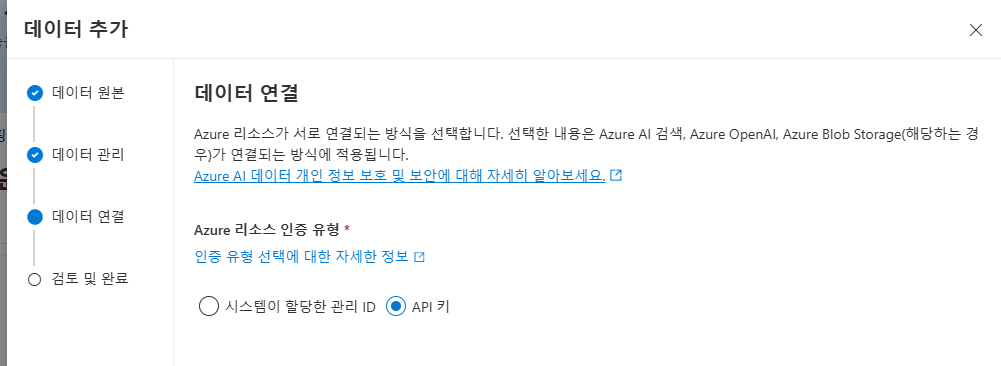 데이터 추가
데이터 원본
데이터 관리
데이터 연결
검토 및 완료
데이터 연결
Azure 리소스가 서로 연결되는 방식을 선택합니다. 선택한 내용은 Azure AI 검색, Azure OpenAI, Azure Blob Storage(해당하는 경
우)가 연결되는 방식에 적용됩니다.
Azure AI 데이터 개인 정보 보호 및 보안에 대해 자세히 알아보세요.
Azure 리소스 인증 유형 *
인증 유형 선택에 대한 자세한 정보
시스템이 할당한 관리 ID API 키